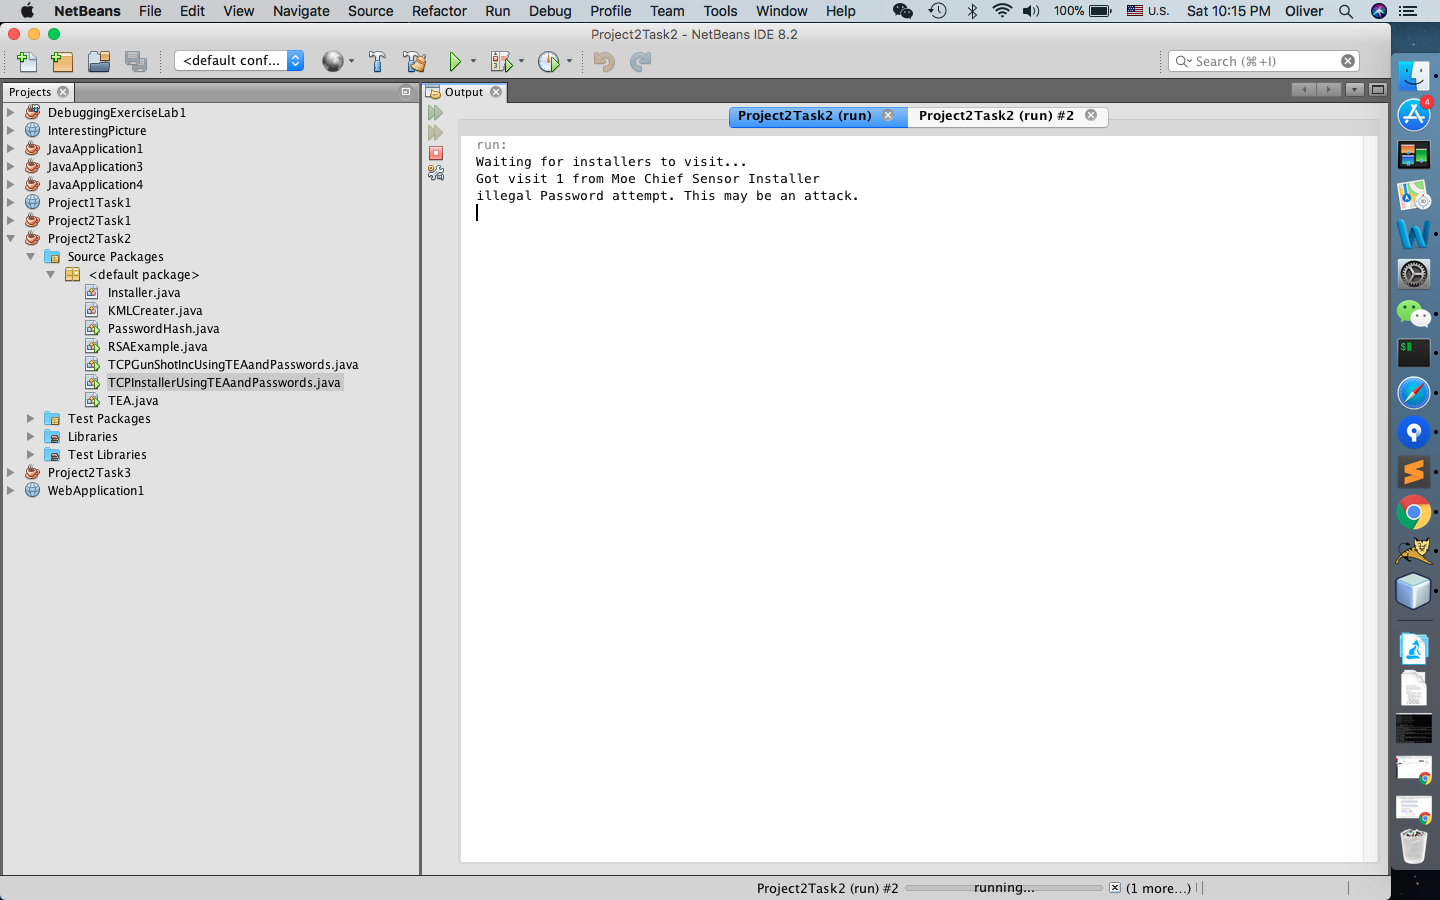 NetBeans File Edit View Navigate Source Refactor Run Debug Profile Team Tools Window Help 100% U.S. Sat 10:15 PM Oliver
Project2Task2 - NetBeans IDE 8.2
<default conf... Search (⌘+I)
Projects
DebuggingExerciseLab1
InterestingPicture
JavaApplication1
JavaApplication3
JavaApplication4
Project1Task1
Project2Task1
Project2Task2
Source Packages
<default package>
Installer.java
KMLCreater.java
PasswordHash.java
RSAExample.java
TCPGunShotIncUsingTEAandPasswords.java
TCPInstallerUsingTEAandPasswords.java
TEA.java
Test Packages
Libraries
Test Libraries
Project2Task3
WebApplication1
Output
Project2Task2 (run) Project2Task2 (run) #2
run:
Waiting for installers to visit...
Got visit 1 from Moe Chief Sensor Installer
illegal Password attempt. This may be an attack.
4
Project2Task2 (run) #2 running... (1 more...)